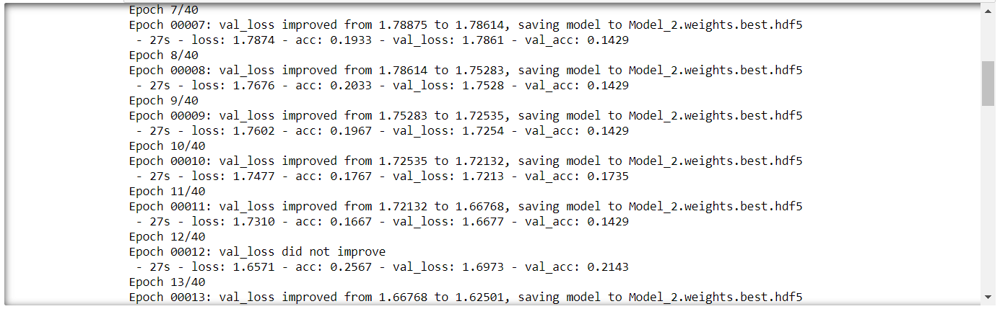 Epoch 7/40
Epoch 00007: val_loss improved from 1.78875 to 1.78614, saving model to Model_2.weights.best.hdf5
- 27s - loss: 1.7874 - acc: 0.1933 - val_loss: 1.7861 - val_acc: 0.1429
Epoch 8/40
Epoch 00008: val_loss improved from 1.78614 to 1.75283, saving model to Model_2.weights.best.hdf5
- 27s - loss: 1.7676 - acc: 0.2033 - val_loss: 1.7528 - val_acc: 0.1429
Epoch 9/40
Epoch 00009: val_loss improved from 1.75283 to 1.72535, saving model to Model_2.weights.best.hdf5
- 27s - loss: 1.7602 - acc: 0.1967 - val_loss: 1.7254 - val_acc: 0.1429
Epoch 10/40
Epoch 00010: val_loss improved from 1.72535 to 1.72132, saving model to Model_2.weights.best.hdf5
- 27s - loss: 1.7477 - acc: 0.1767 - val_loss: 1.7213 - val_acc: 0.1735
Epoch 11/40
Epoch 00011: val_loss improved from 1.72132 to 1.66768, saving model to Model_2.weights.best.hdf5
- 27s - loss: 1.7310 - acc: 0.1667 - val_loss: 1.6677 - val_acc: 0.1429
Epoch 12/40
Epoch 00012: val_loss did not improve
- 27s - loss: 1.6571 - acc: 0.2567 - val_loss: 1.6973 - val_acc: 0.2143
Epoch 13/40
Epoch 00013: val_loss improved from 1.66768 to 1.62501, saving model to Model_2.weights.best.hdf5